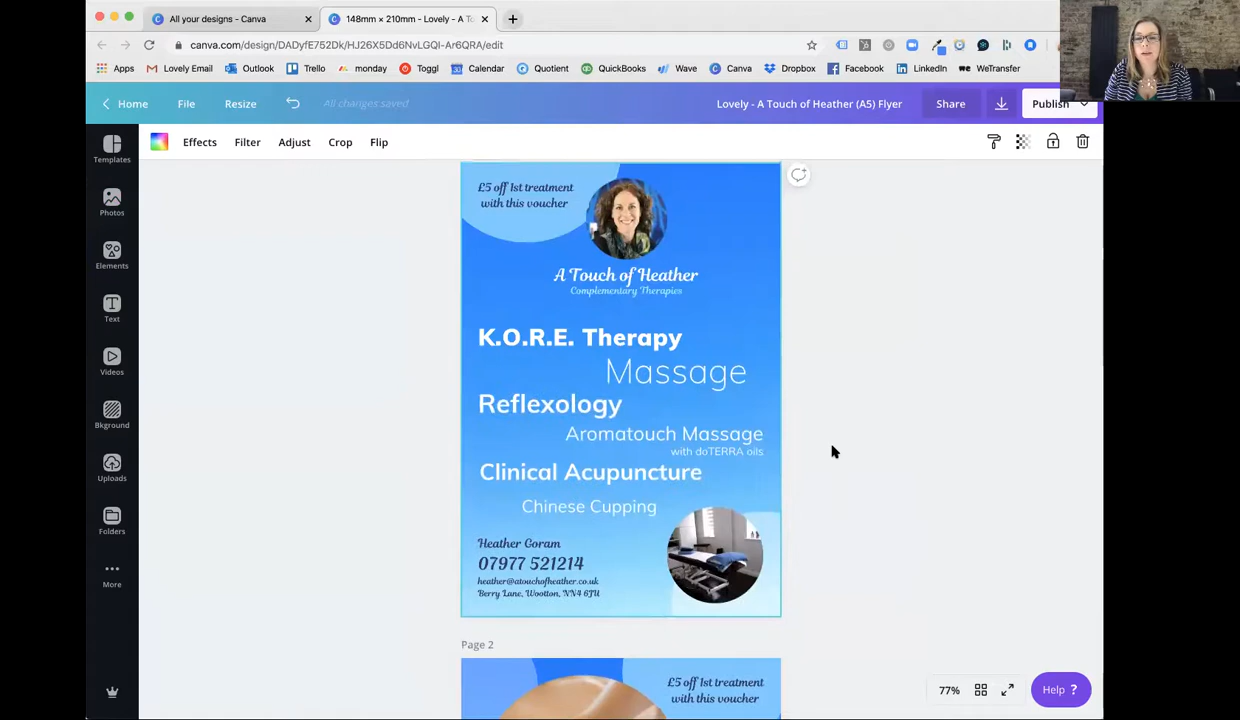 All your designs - Canva
148mm × 210mm - Lovely - A To
canva.com/design/DADyfE752Dk/HJ26X5Dd6NvLGQI-Ar6QRA/edit
Apps
Lovely Email
Outlook
Trello
monday
Toggl
Calendar
Quotient
QuickBooks
Wave
Canva
Dropbox
Facebook
LinkedIn
WeTransfer
Home
File
Resize
All changes saved
Lovely - A Touch of Heather (A5) Flyer
Share
Publish
Effects
Filter
Adjust
Crop
Flip
Templates
Photos
Elements
Text
Videos
Bkground
Uploads
Folders
More
£5 off 1st treatment
with this voucher
A Touch of Heather
Complementary Therapies
K.O.R.E. Therapy
Massage
Reflexology
Aromatouch Massage
with doTERRA oils
Clinical Acupuncture
Chinese Cupping
Heather Goram
07977 521214
heather@atouchofheather.co.uk
Berry Lane, Wootton, NN4 6JU
Page 2
£5 off 1st treatment
with this voucher
77%
Help ?